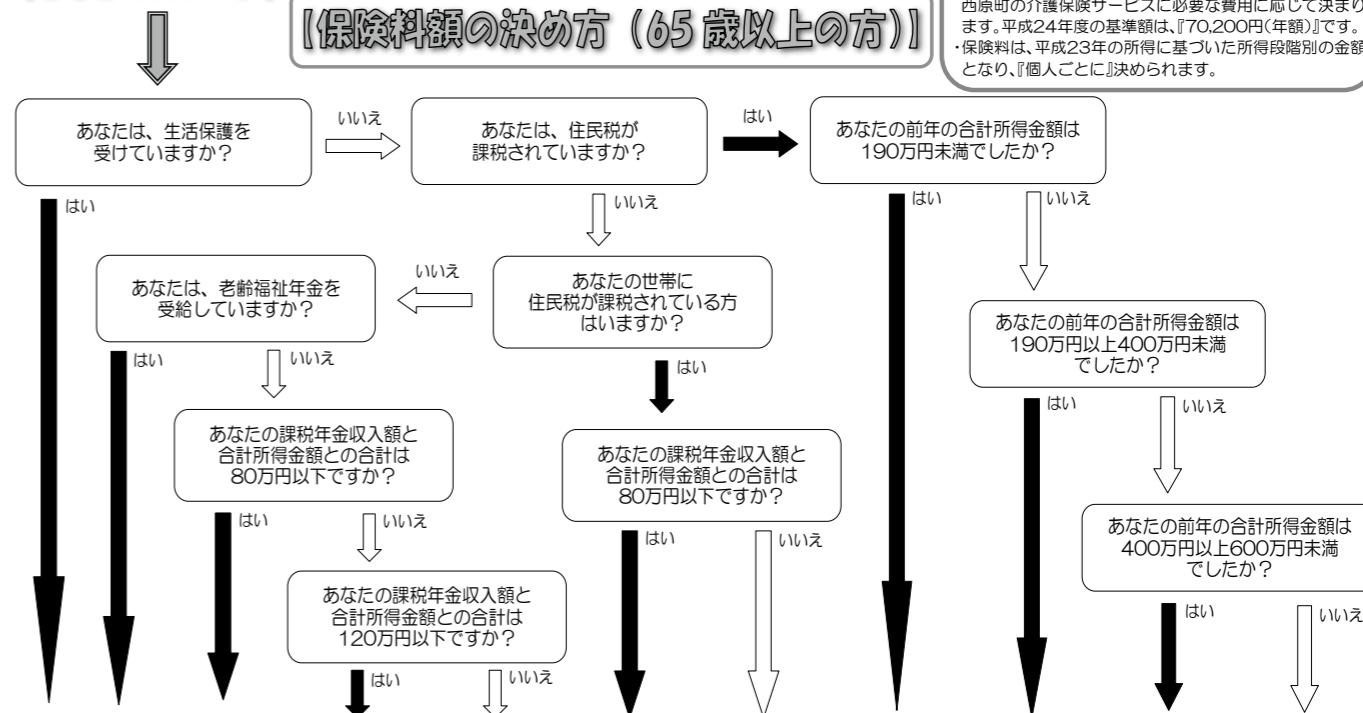 【保険料額の決め方（65歳以上の方）】
西原町の介護保険サービスに必要な費用に応じて決まり
ます。平成24年度の基準額は、『70,200円(年額)』です。
・保険料は、平成23年の所得に基づいた所得段階別の金額
となり、『個人ごとに』決められます。
あなたは、生活保護を
受けていますか？
いいえ
あなたは、住民税が
課税されていますか？
はい
あなたの前年の合計所得金額は
190万円未満でしたか？
はい
いいえ
はい
いいえ
あなたは、老齢福祉年金を
受給していますか？
いいえ
あなたの世帯に
住民税が課税されている方
はいますか？
あなたの前年の合計所得金額は
190万円以上400万円未満
でしたか？
はい
いいえ
はい
はい
いいえ
あなたの課税年金収入額と
合計所得金額との合計は
80万円以下ですか？
あなたの課税年金収入額と
合計所得金額との合計は
80万円以下ですか？
あなたの前年の合計所得金額は
400万円以上600万円未満
でしたか？
はい
いいえ
はい
いいえ
あなたの課税年金収入額と
合計所得金額との合計は
120万円以下ですか？
はい
いいえ
はい
いいえ